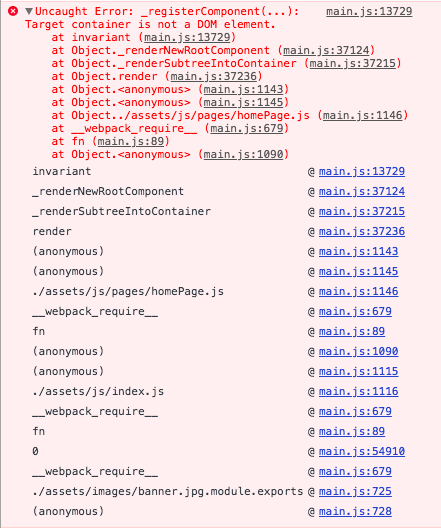 Uncaught Error: _registerComponent(...): main.js:13729
Target container is not a DOM element.
at invariant (main.js:13729)
at Object._renderNewRootComponent (main.js:37124)
at Object._renderSubtreeIntoContainer (main.js:37215)
at Object.render (main.js:37236)
at Object.<anonymous> (main.js:1143)
at Object.<anonymous> (main.js:1145)
at Object../assets/js/pages/homePage.js (main.js:1146)
at __webpack_require__ (main.js:679)
at fn (main.js:89)
at Object.<anonymous> (main.js:1090)
invariant @ main.js:13729
_renderNewRootComponent @ main.js:37124
_renderSubtreeIntoContainer @ main.js:37215
render @ main.js:37236
(anonymous) @ main.js:1143
(anonymous) @ main.js:1145
./assets/js/pages/homePage.js @ main.js:1146
__webpack_require__ @ main.js:679
fn @ main.js:89
(anonymous) @ main.js:1090
(anonymous) @ main.js:1115
./assets/js/index.js @ main.js:1116
__webpack_require__ @ main.js:679
fn @ main.js:89
0 @ main.js:54910
__webpack_require__ @ main.js:679
./assets/images/banner.jpg.module.exports @ main.js:725
(anonymous) @ main.js:728